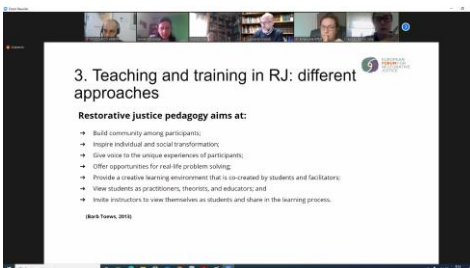 EUROPEAN
FORUM FOR
RESTORATIVE
JUSTICE
3. Teaching and training in RJ: different
approaches
Restorative justice pedagogy aims at:
➔ Build community among participants;
➔ Inspire individual and social transformation;
➔ Give voice to the unique experiences of participants;
➔ Offer opportunities for real-life problem solving;
➔ Provide a creative learning environment that is co-created by students and facilitators;
➔ View students as practitioners, theorists, and educators; and
➔ Invite instructors to view themselves as students and share in the learning process.
(Barb Toews, 2013)